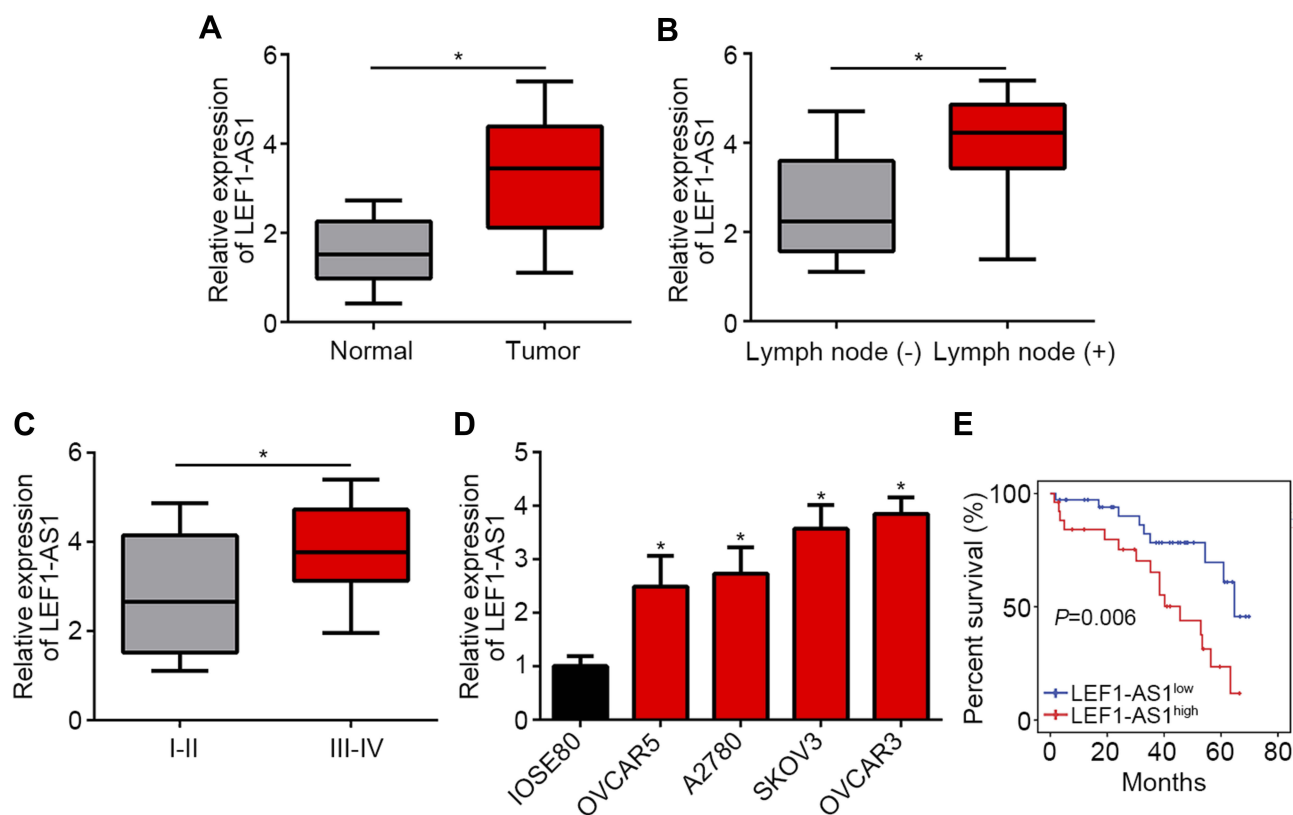 A
Relative expression
of LEF1-AS1
6
4
2
0
*
Normal
Tumor
B
Relative expression
of LEF1-AS1
6
4
2
0
*
Lymph node (-)
Lymph node (+)
C
Relative expression
of LEF1-AS1
6
4
2
0
*
I-II
III-IV
D
Relative expression
of LEF1-AS1
5
4
3
2
1
0
*
*
*
*
IOSE80
OVCAR5
A2780
SKOV3
OVCAR3
E
Percent survival (%)
100
50
0
P=0.006
LEF1-AS1low
LEF1-AS1high
0
20
40
60
80
Months